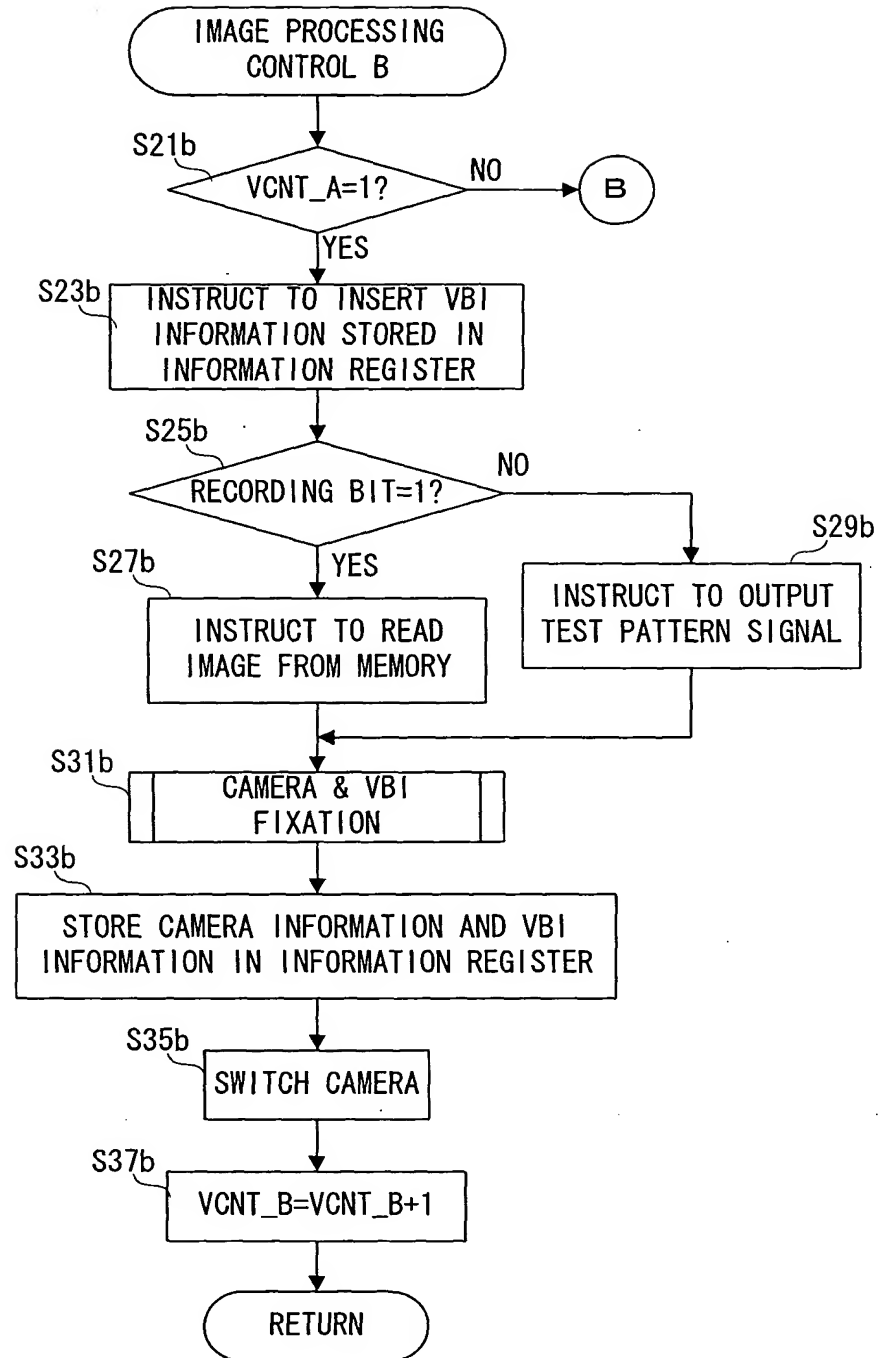 IMAGE PROCESSING
CONTROL B
S21b
VCNT_A=1?
NO
B
YES
S23b
INSTRUCT TO INSERT VBI
INFORMATION STORED IN
INFORMATION REGISTER
S25b
RECORDING BIT=1?
NO
YES
S27b
INSTRUCT TO READ
IMAGE FROM MEMORY
S29b
INSTRUCT TO OUTPUT
TEST PATTERN SIGNAL
S31b
CAMERA & VBI
FIXATION
S33b
STORE CAMERA INFORMATION AND VBI
INFORMATION IN INFORMATION REGISTER
S35b
SWITCH CAMERA
S37b
VCNT_B=VCNT_B+1
RETURN